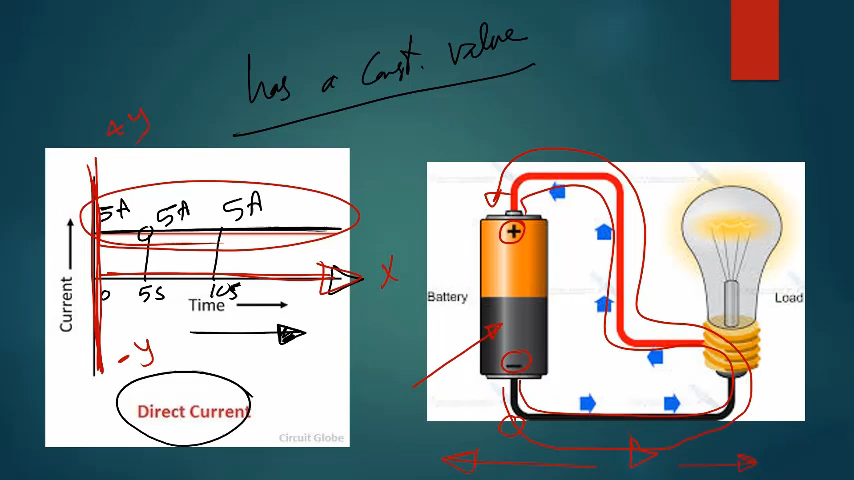 has a const. value
+y
5A 5A 5A
x
0 5s 10s
Current
Time
-y
Direct Current
Circuit Globe
+
Battery
Load
-